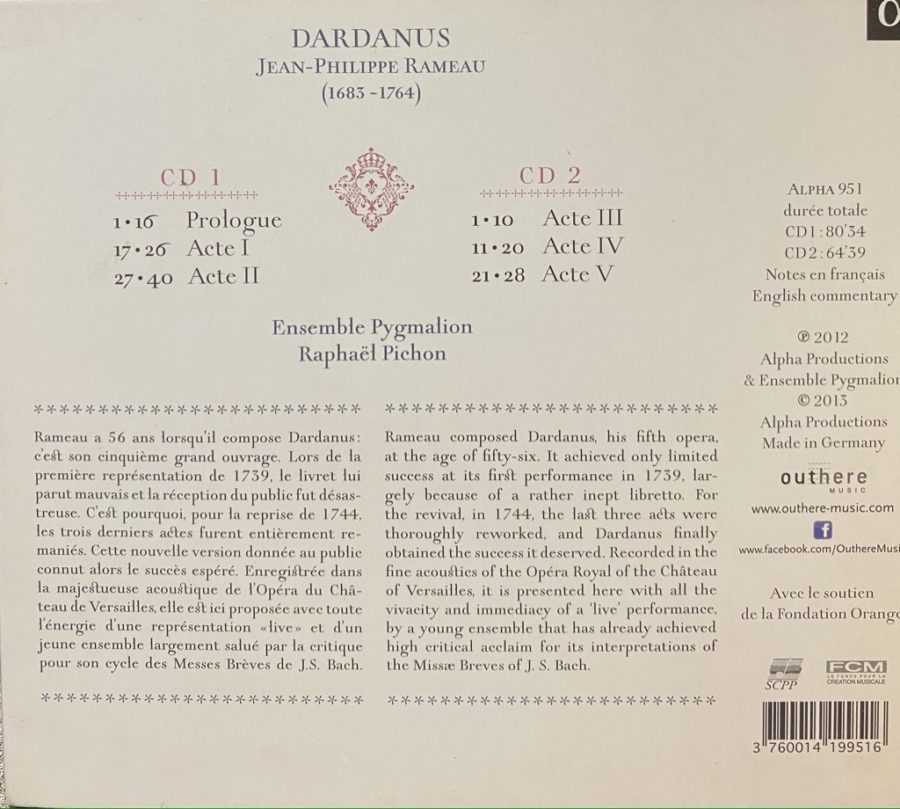 DARDANUS
JEAN-PHILIPPE RAMEAU
(1683 -1764)
CD 1
1•16 Prologue
17•26 Acte I
27•40 Acte II
CD 2
1•10 Acte III
11•20 Acte IV
21•28 Acte V
Ensemble Pygmalion
Raphaël Pichon
Rameau a 56 ans lorsqu'il compose Dardanus :
c'est son cinquième grand ouvrage. Lors de la
première représentation de 1739, le livret lui
parut mauvais et la réception du public fut désas-
treuse. C'est pourquoi, pour la reprise de 1744,
les trois derniers actes furent entièrement re-
maniés. Cette nouvelle version donnée au public
connut alors le succès espéré. Enregistrée dans
la majestueuse acoustique de l'Opéra du Châ-
teau de Versailles, elle est ici proposée avec toute
l'énergie d'une représentation «live» et d'un
jeune ensemble largement salué par la critique
pour son cycle des Messes Brèves de J.S. Bach.
Rameau composed Dardanus, his fifth opera,
at the age of fifty-six. It achieved only limited
success at its first performance in 1739, lar-
gely because of a rather inept libretto. For
the revival, in 1744, the last three acts were
thoroughly reworked, and Dardanus finally
obtained the success it deserved. Recorded in the
fine acoustics of the Opéra Royal of the Château
of Versailles, it is presented here with all the
vivacity and immediacy of a 'live' performance,
by a young ensemble that has already achieved
high critical acclaim for its interpretations of
the Missæ Breves of J. S. Bach.
ALPHA 951
durée totale
CD1 : 80'34
CD2 : 64'39
Notes en français
English commentary
℗ 2012
Alpha Productions
& Ensemble Pygmalion
© 2013
Alpha Productions
Made in Germany
outhere
MUSIC
www.outhere-music.com
f
www.facebook.com/OuthereMusi
Avec le soutien
de la Fondation Orange
SCPP
FCM
LE FONDS POUR LA
CRÉATION MUSICALE
3 760014 199516